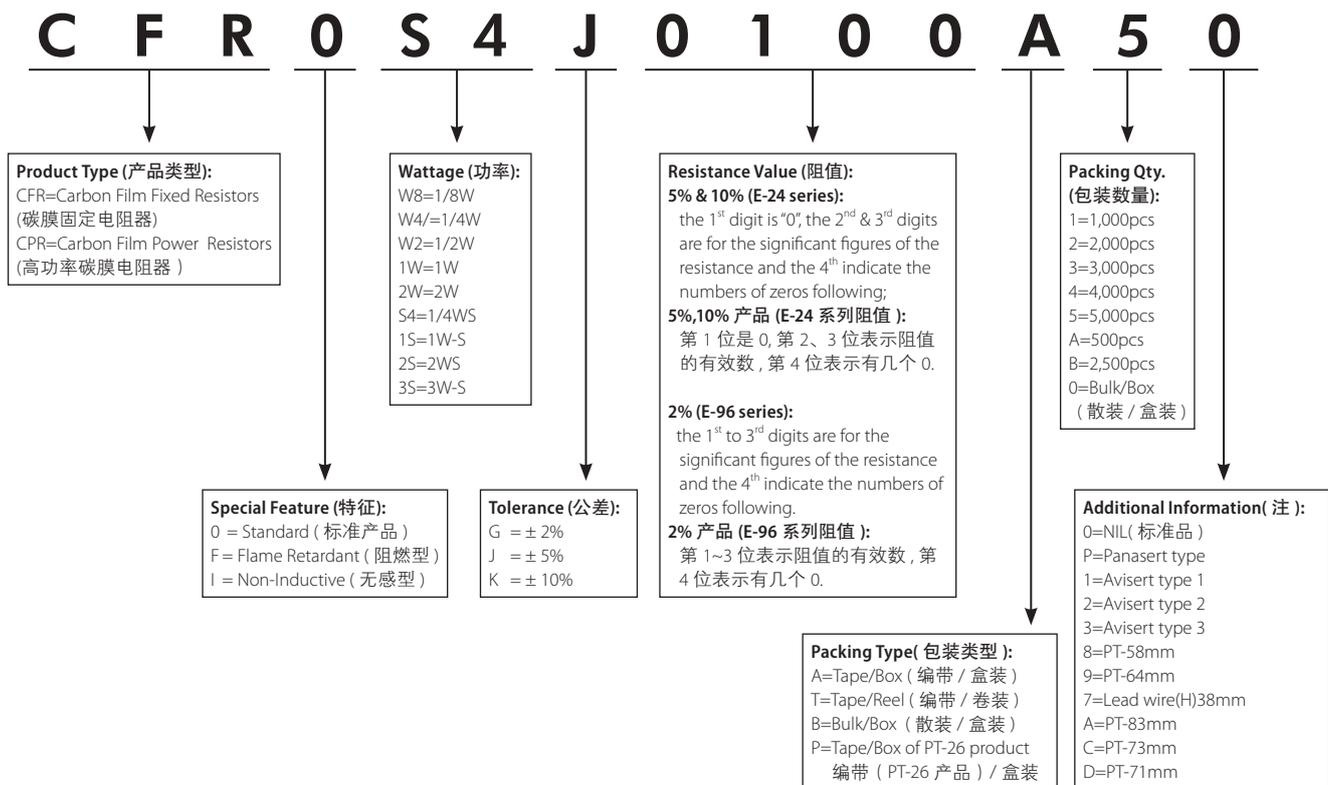 C F R 0 S 4 J 0 1 0 0 A 5 0
Product Type (产品类型):
CFR=Carbon Film Fixed Resistors
(碳膜固定电阻器)
CPR=Carbon Film Power Resistors
(高功率碳膜电阻器 )
Wattage (功率):
W8=1/8W
W4/=1/4W
W2=1/2W
1W=1W
2W=2W
S4=1/4WS
1S=1W-S
2S=2WS
3S=3W-S
Resistance Value (阻值):
5% & 10% (E-24 series):
the 1st digit is "0", the 2nd & 3rd digits
are for the significant figures of the
resistance and the 4th indicate the
numbers of zeros following;
5%,10% 产品 (E-24 系列阻值 ):
第 1 位是 0, 第 2、3 位表示阻值
的有效数 , 第 4 位表示有几个 0.
2% (E-96 series):
the 1st to 3rd digits are for the
significant figures of the resistance
and the 4th indicate the numbers of
zeros following.
2% 产品 (E-96 系列阻值 ):
第 1~3 位表示阻值的有效数 , 第
4 位表示有几个 0.
Packing Qty.
(包装数量):
1=1,000pcs
2=2,000pcs
3=3,000pcs
4=4,000pcs
5=5,000pcs
A=500pcs
B=2,500pcs
0=Bulk/Box
( 散装 / 盒装 )
Special Feature (特征):
0 = Standard ( 标准产品 )
F = Flame Retardant ( 阻燃型 )
I = Non-Inductive ( 无感型 )
Tolerance (公差):
G = ± 2%
J = ± 5%
K = ± 10%
Packing Type( 包装类型 ):
A=Tape/Box ( 编带 / 盒装 )
T=Tape/Reel ( 编带 / 卷装 )
B=Bulk/Box ( 散装 / 盒装 )
P=Tape/Box of PT-26 product
编带 ( PT-26 产品 ) / 盒装
Additional Information( 注 ):
0=NIL( 标准品 )
P=Panasert type
1=Avisert type 1
2=Avisert type 2
3=Avisert type 3
8=PT-58mm
9=PT-64mm
7=Lead wire(H)38mm
A=PT-83mm
C=PT-73mm
D=PT-71mm